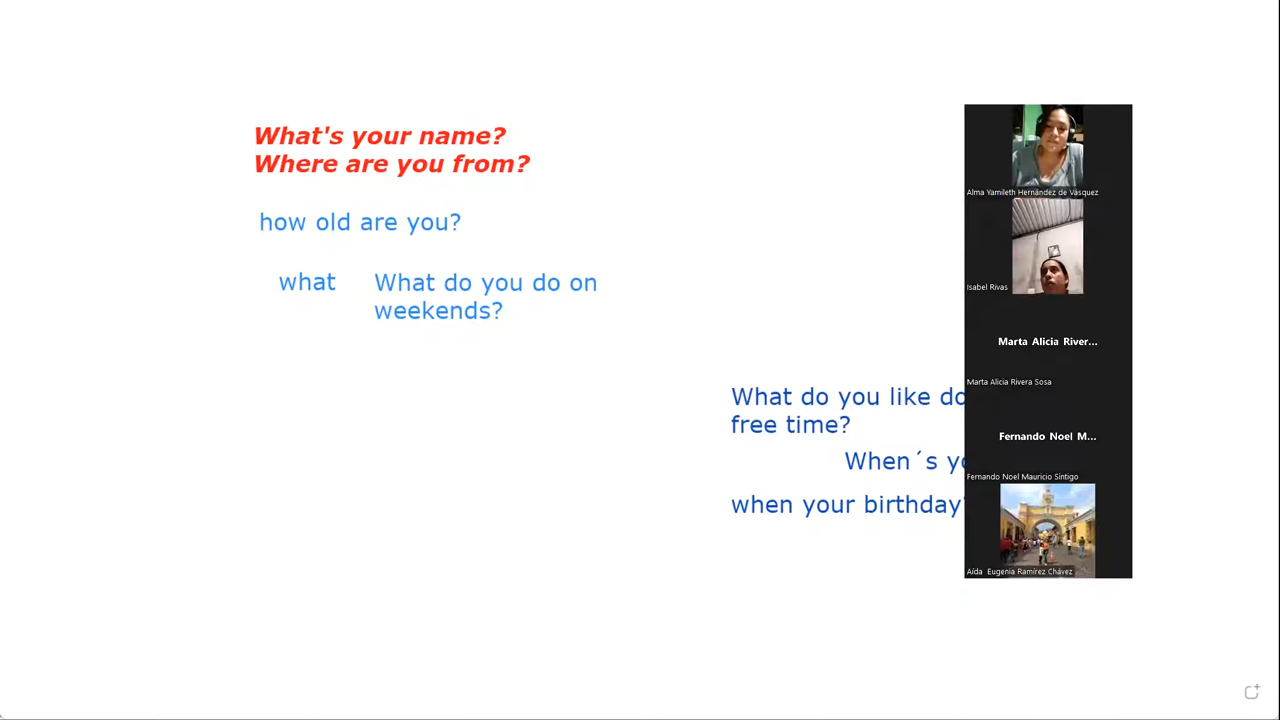 What's your name?
Where are you from?
how old are you?
what
What do you do on
weekends?
What do you like
free time?
When´s
when your birthday
Alma Yamileth Hernández de Vásquez
Isabel Rivas
Marta Alicia River...
Marta Alicia Rivera Sosa
Fernando Noel M...
Fernando Noel Mauricio Sintigo
Aída Eugenia Ramírez Chávez